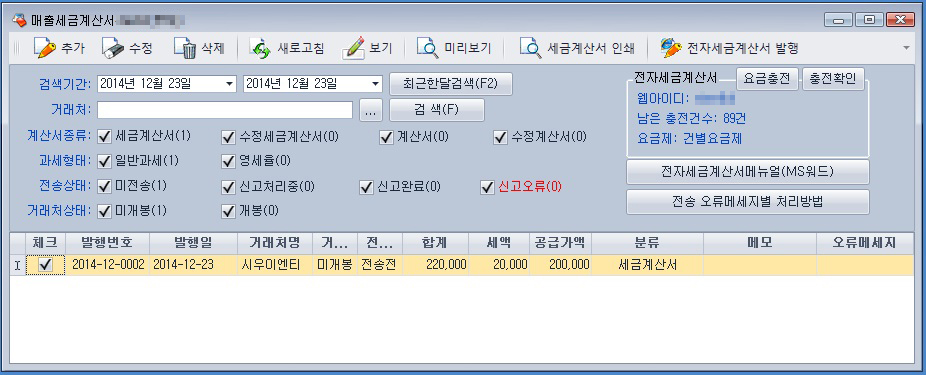 매출세금계산서
추가 수정 삭제 새로고침 보기 미리보기 세금계산서 인쇄 전자세금계산서 발행
검색기간: 2014년 12월 23일 2014년 12월 23일 최근한달검색(F2)
거래처: ... 검 색(F)
계산서종류: 세금계산서(1) 수정세금계산서(0) 계산서(0) 수정계산서(0)
과세형태: 일반과세(1) 영세율(0)
전송상태: 미전송(1) 신고처리중(0) 신고완료(0) 신고오류(0)
거래처상태: 미개봉(1) 개봉(0)
전자세금계산서 요금충전 충전확인
웹아이디:
남은 충전건수: 89건
요금제: 건별요금제
전자세금계산서메뉴얼(MS워드)
전송 오류메세지별 처리방법
체크 발행번호 발행일 거래처명 거... 전... 합계 세액 공급가액 분류 메모 오류메세지
2014-12-0002 2014-12-23 시우이엔티 미개봉 전송전 220,000 20,000 200,000 세금계산서